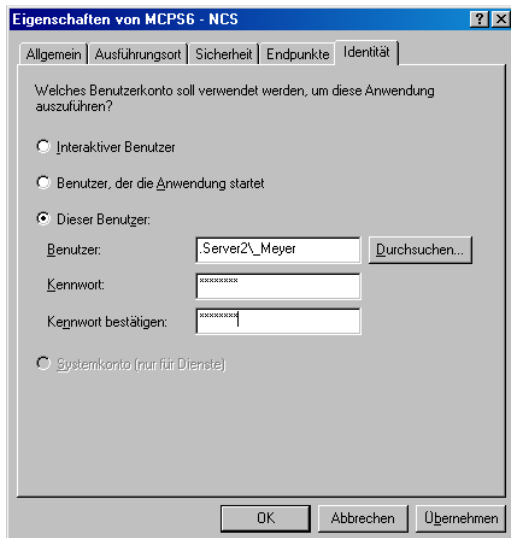 Eigenschaften von MCPS6 - NCS
Allgemein Ausführungsort Sicherheit Endpunkte Identität
Welches Benutzerkonto soll verwendet werden, um diese Anwendung
auszuführen?
Interaktiver Benutzer
Benutzer, der die Anwendung startet
Dieser Benutzer:
Benutzer: .Server2\_Meyer Durchsuchen...
Kennwort: ********
Kennwort bestätigen: ********
Systemkonto (nur für Dienste)
OK Abbrechen Übernehmen